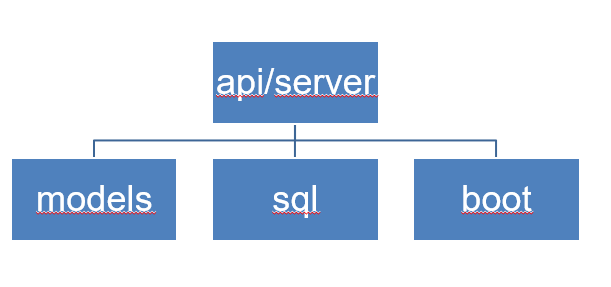 api/server
models
sql
boot